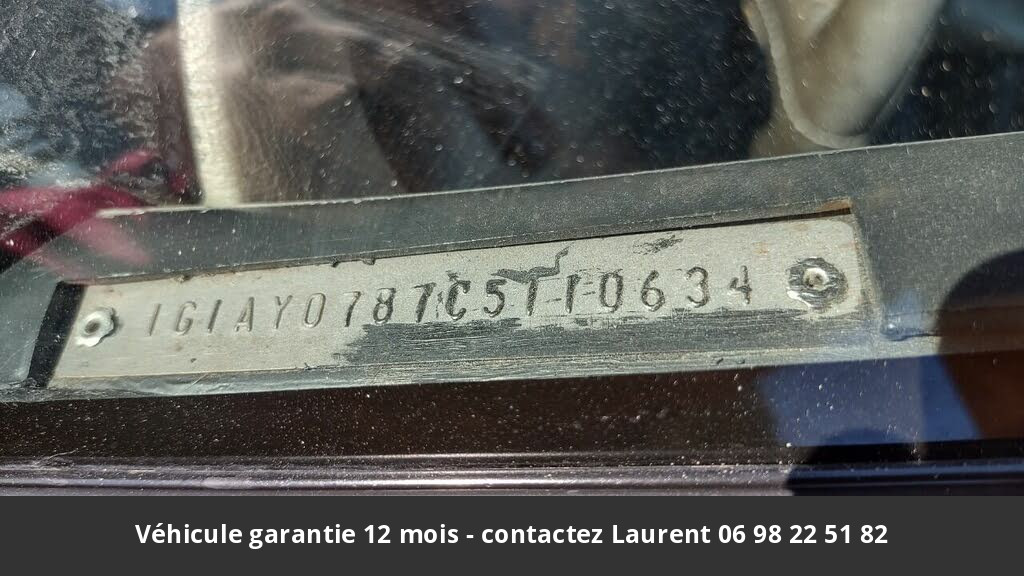 1G1AY0787C5110634
Véhicule garantie 12 mois - contactez Laurent 06 98 22 51 82